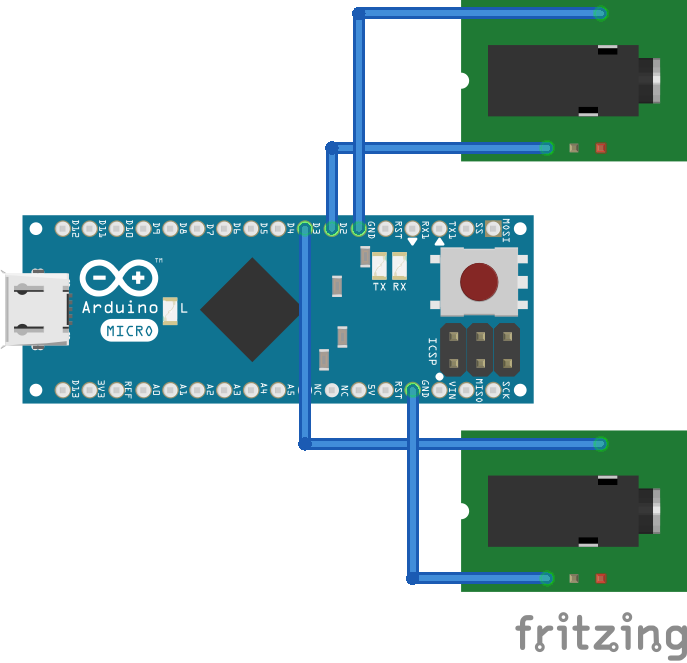 D12 D11 D10 D9 D8 D7 D6 D5 D4 D3 D2 GND RST RX1 TX1 SS MOSI
TM
Arduino
MICRO
L
TX RX
ICSP
D13 3V3 REF A0 A1 A2 A3 A4 A5 NC NC 5V RST GND VIN MISO SCK
fritzing